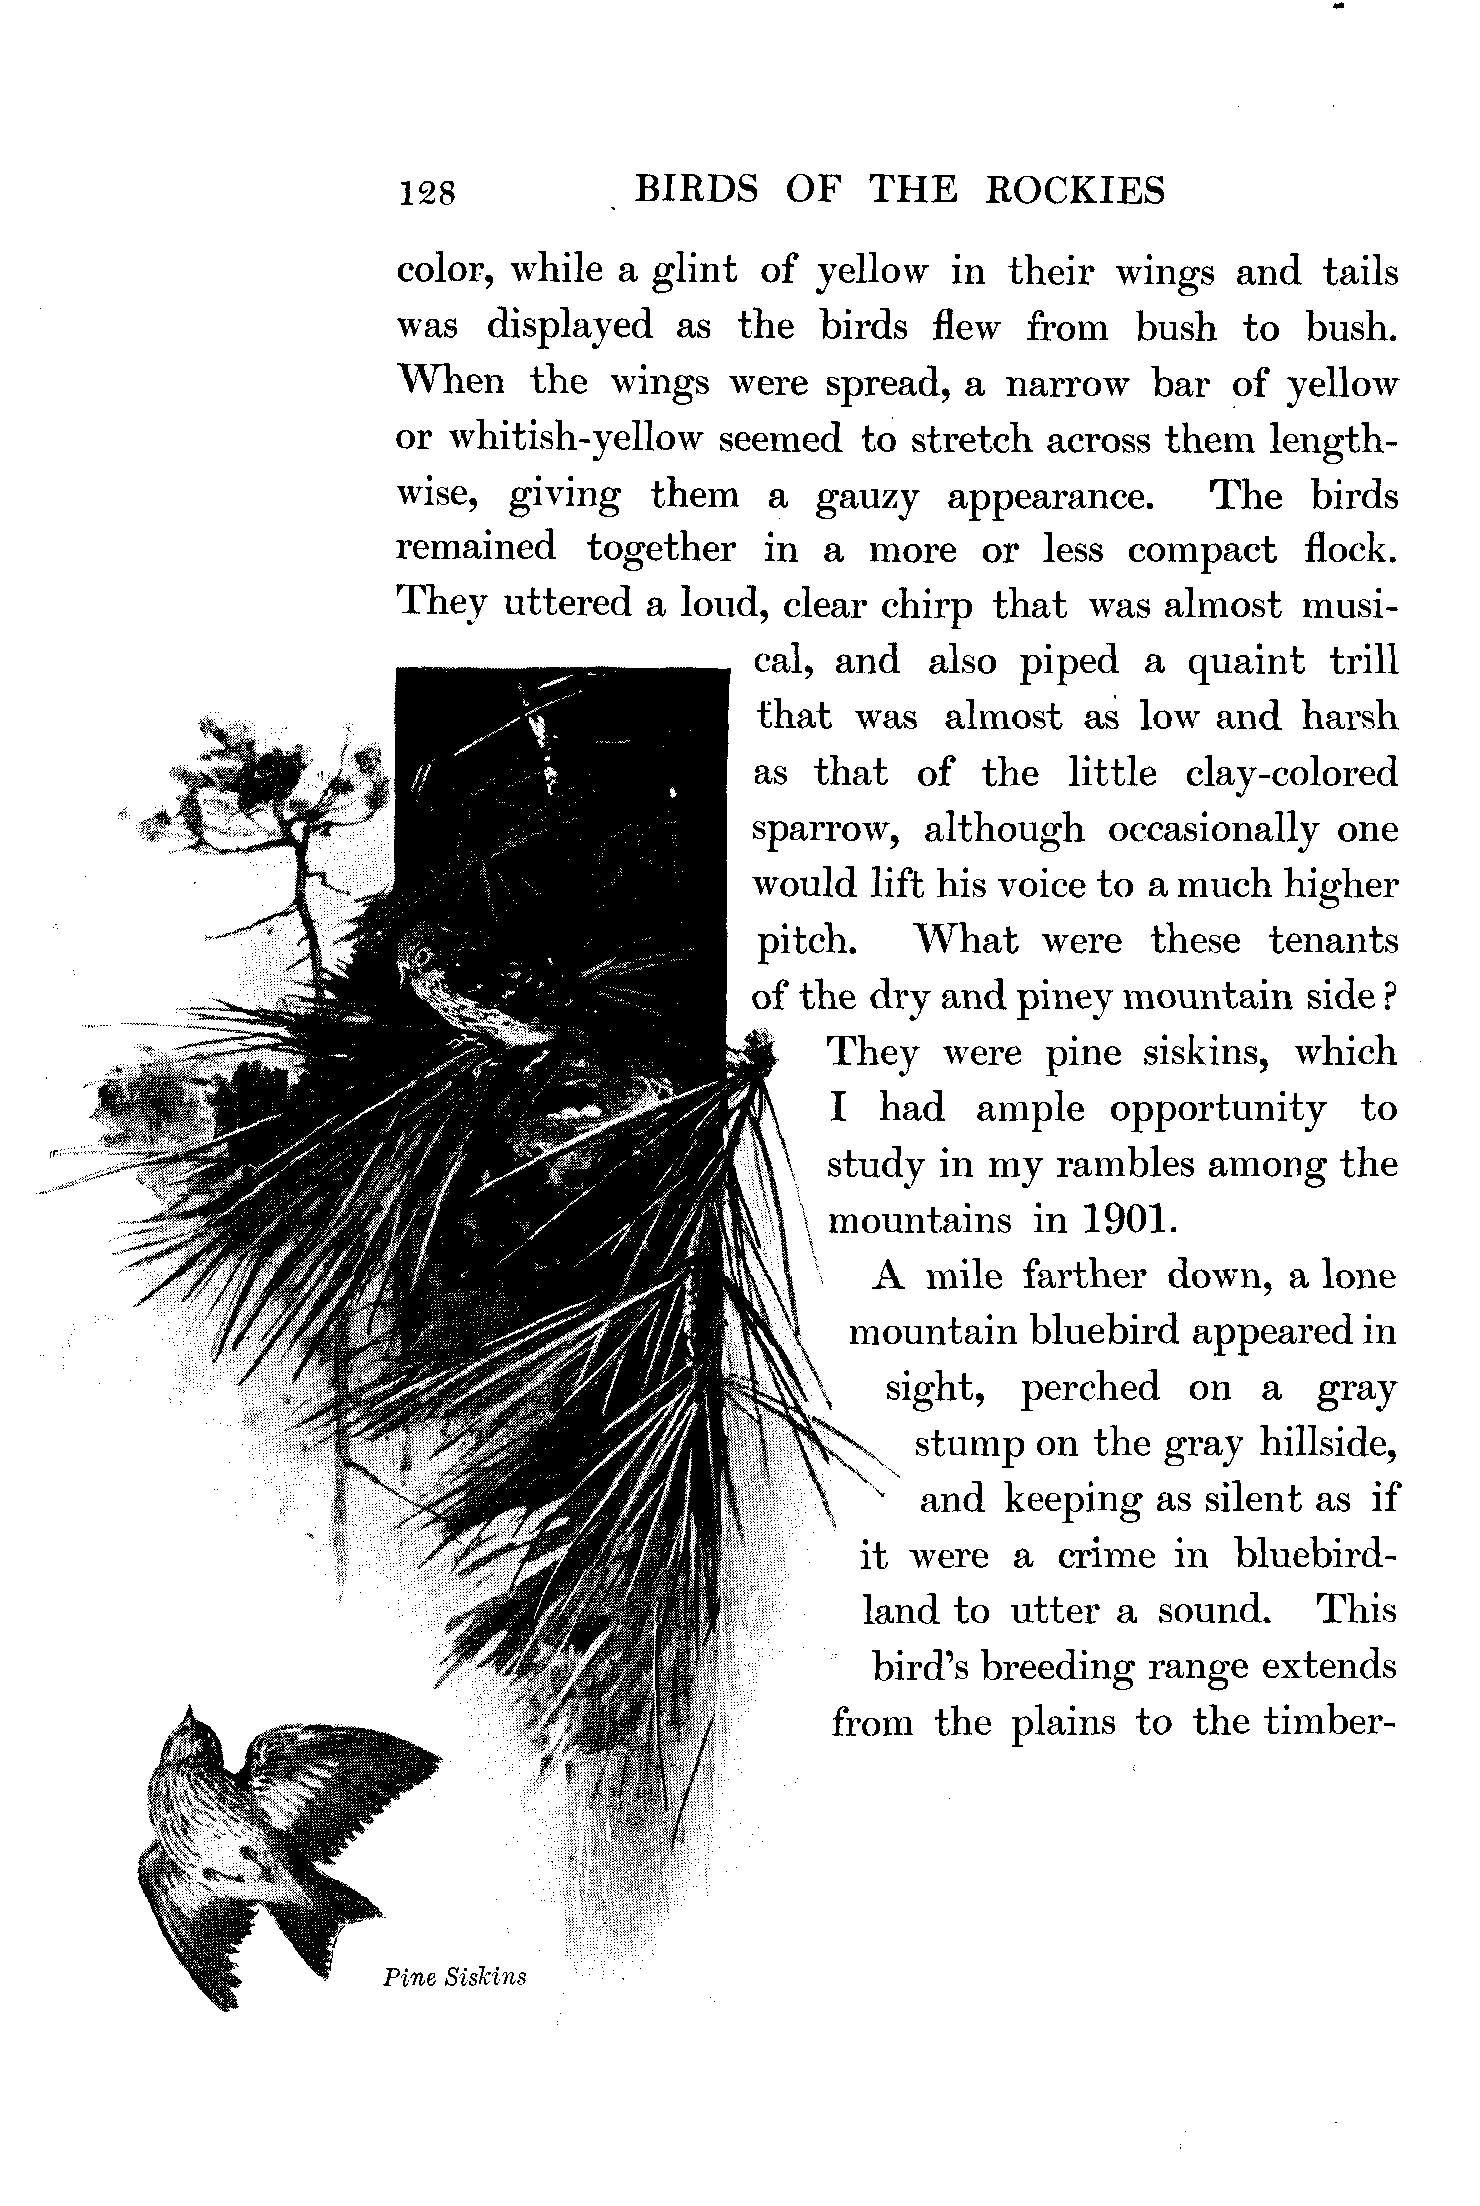 128 BIRDS OF THE ROCKIES
color, while a glint of yellow in their wings and tails
was displayed as the birds flew from bush to bush.
When the wings were spread, a narrow bar of yellow
or whitish-yellow seemed to stretch across them length-
wise, giving them a gauzy appearance. The birds
remained together in a more or less compact flock.
They uttered a loud, clear chirp that was almost musi-
cal, and also piped a quaint trill
that was almost as low and harsh
as that of the little clay-colored
sparrow, although occasionally one
would lift his voice to a much higher
pitch. What were these tenants
of the dry and piney mountain side?
They were pine siskins, which
I had ample opportunity to
study in my rambles among the
mountains in 1901.
A mile farther down, a lone
mountain bluebird appeared in
sight, perched on a gray
stump on the gray hillside,
and keeping as silent as if
it were a crime in bluebird-
land to utter a sound. This
bird's breeding range extends
from the plains to the timber-
Pine Siskins